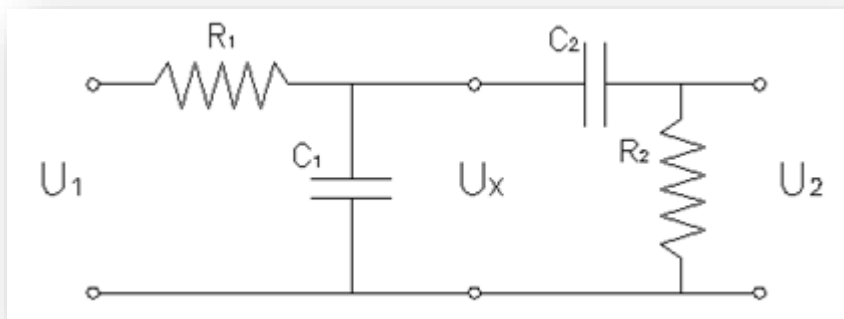 R₁
C₂
C₁
R₂
U₁
Uₓ
U₂